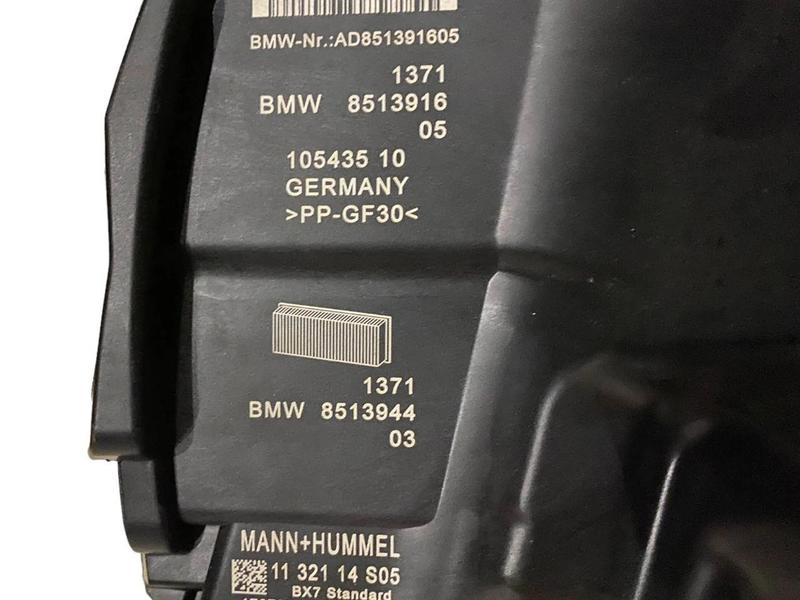 BMW-Nr.:AD851391605
1371
BMW 8513916
05
105435 10
GERMANY
>PP-GF30<
1371
BMW 8513944
03
MANN+HUMMEL
11 321 14 S05
BX7 Standard